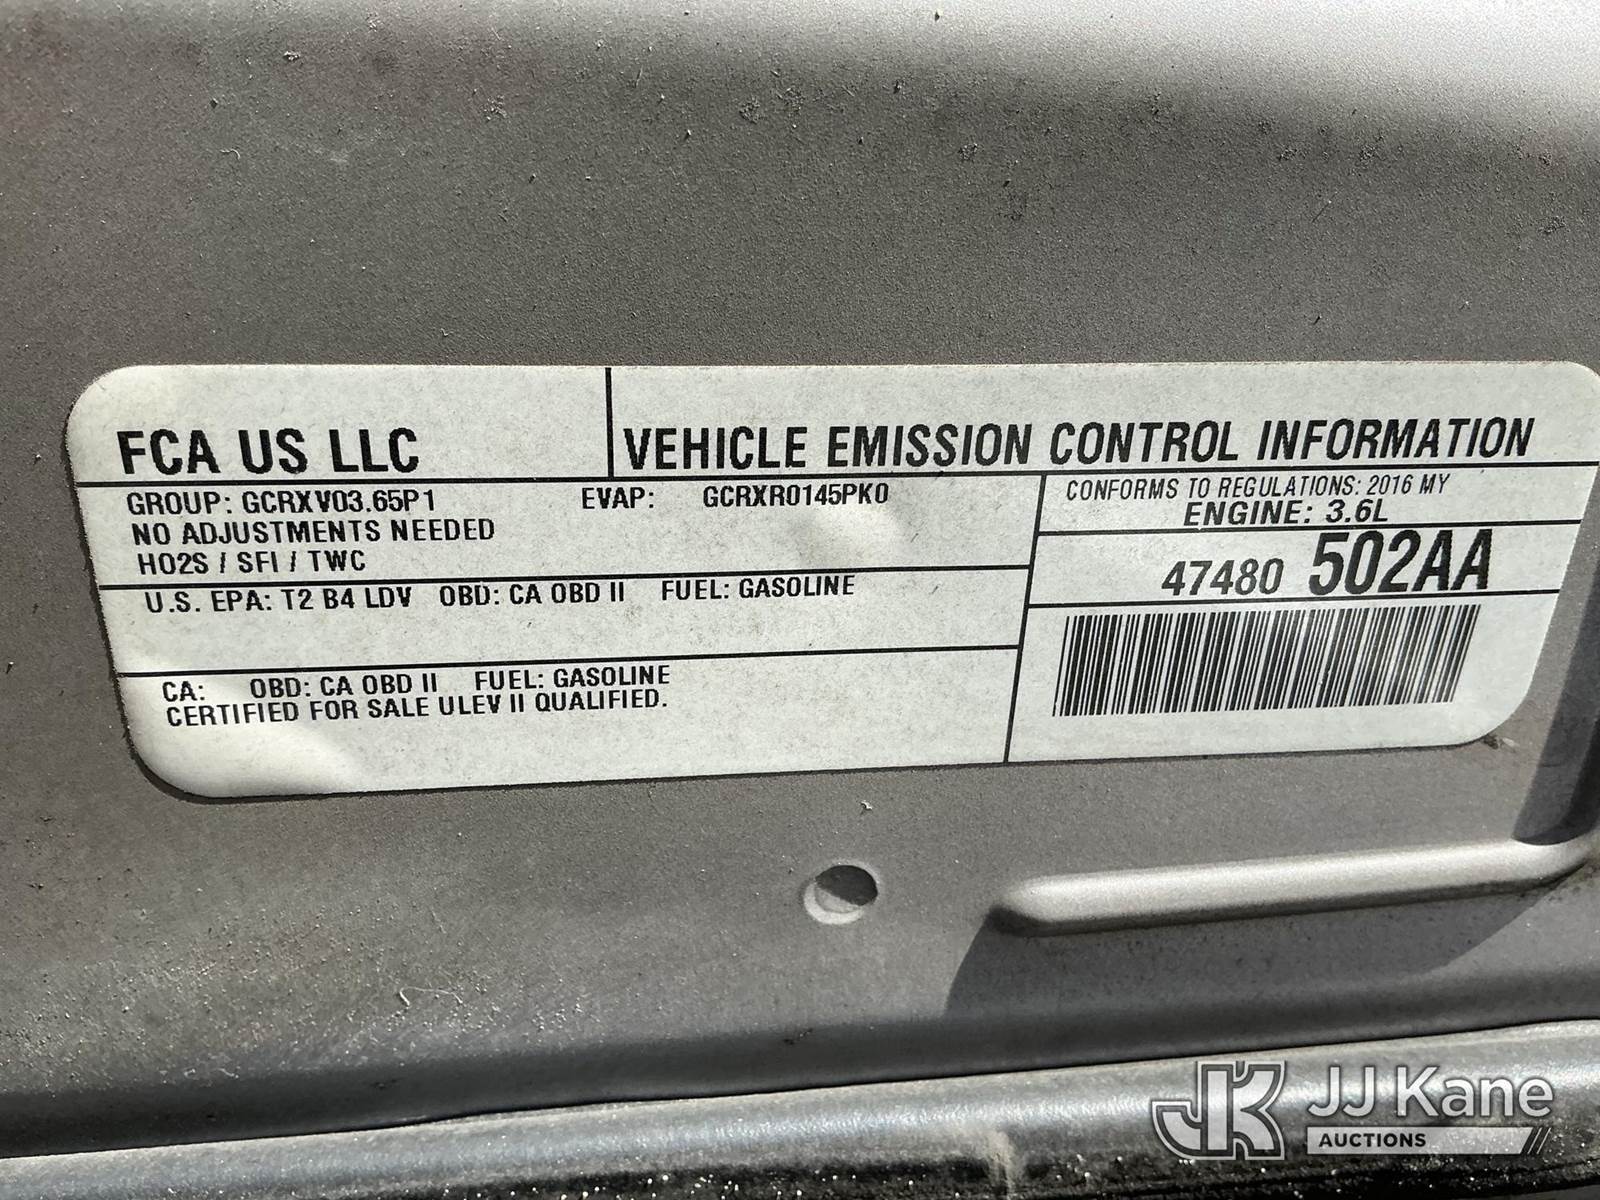 FCA US LLC
VEHICLE EMISSION CONTROL INFORMATION
GROUP: GCRXV03.65P1 EVAP: GCRXR0145PK0
NO ADJUSTMENTS NEEDED
HO2S / SFI / TWC
U.S. EPA: T2 B4 LDV OBD: CA OBD II FUEL: GASOLINE
CA: OBD: CA OBD II FUEL: GASOLINE
CERTIFIED FOR SALE ULEV II QUALIFIED.
CONFORMS TO REGULATIONS: 2016 MY
ENGINE: 3.6L
47480 502AA
JK JJ Kane
AUCTIONS